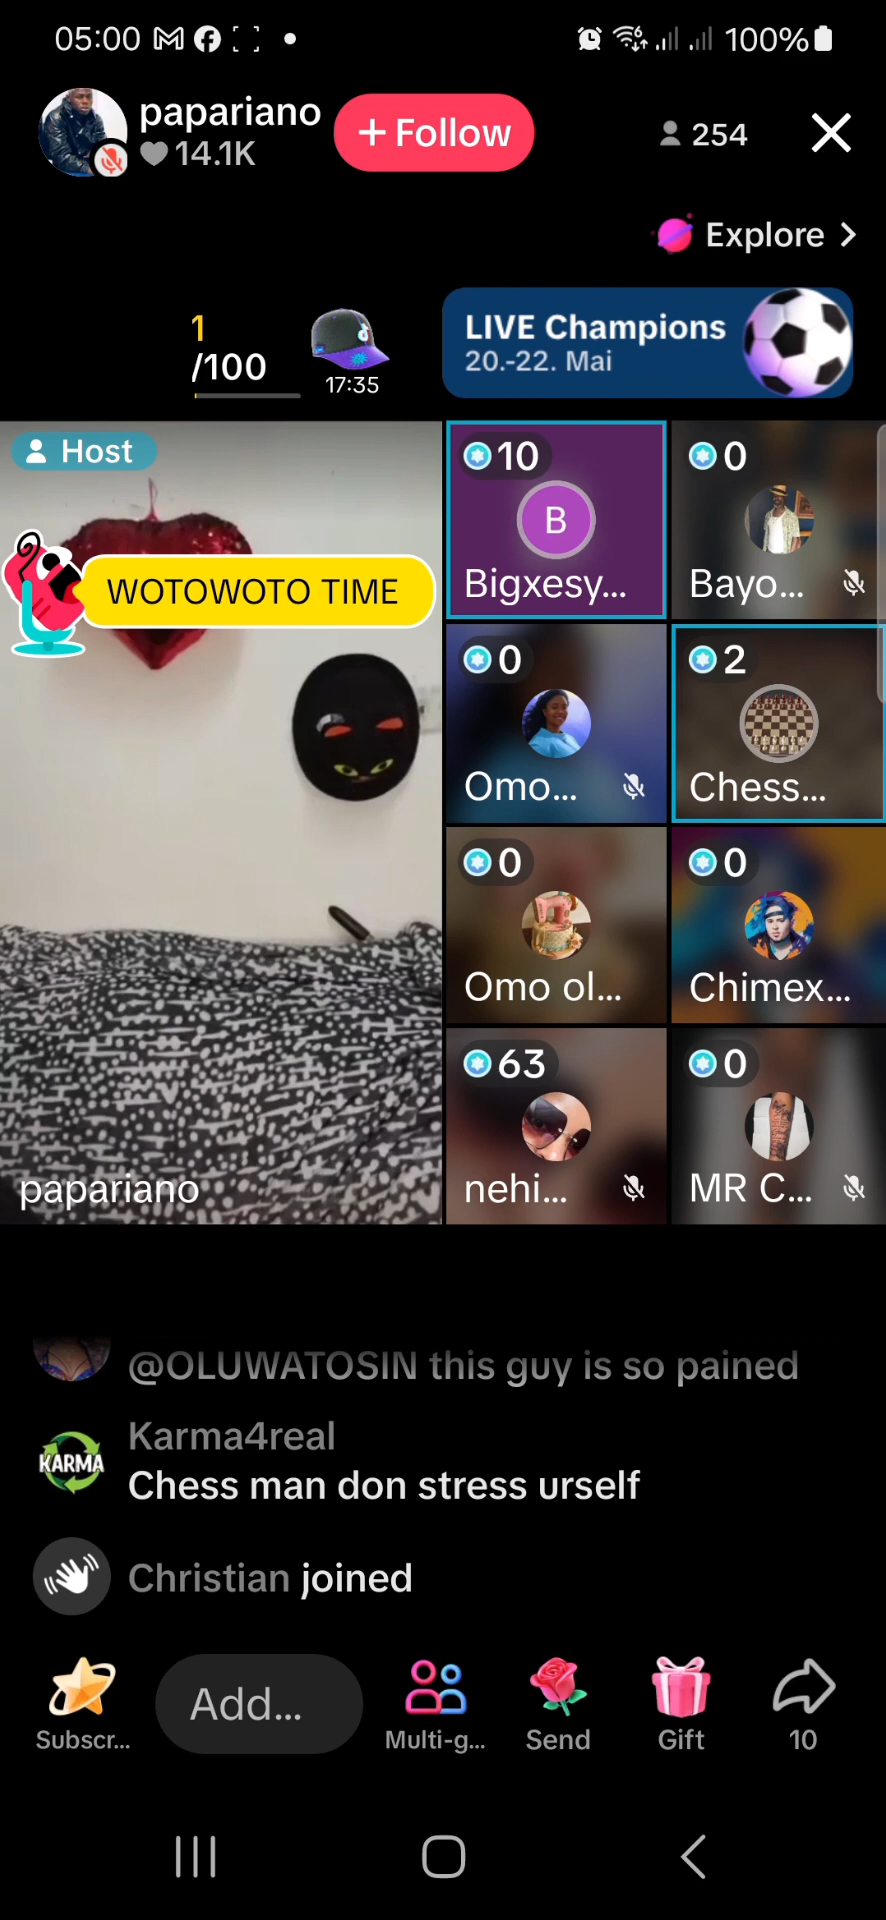 05:00
100%
papariano
14.1K
+ Follow
254
Explore
1
/100
17:35
LIVE Champions
20.-22. Mai
Host
WOTOWOTO TIME
papariano
10
B
Bigxesy...
0
Bayo...
0
Omo...
2
Chess...
0
Omo ol...
0
Chimex...
63
nehi...
0
MR C...
@OLUWATOSIN this guy is so pained
KARMA
Karma4real
Chess man don stress urself
Christian joined
Subscr...
Add...
Multi-g...
Send
Gift
10